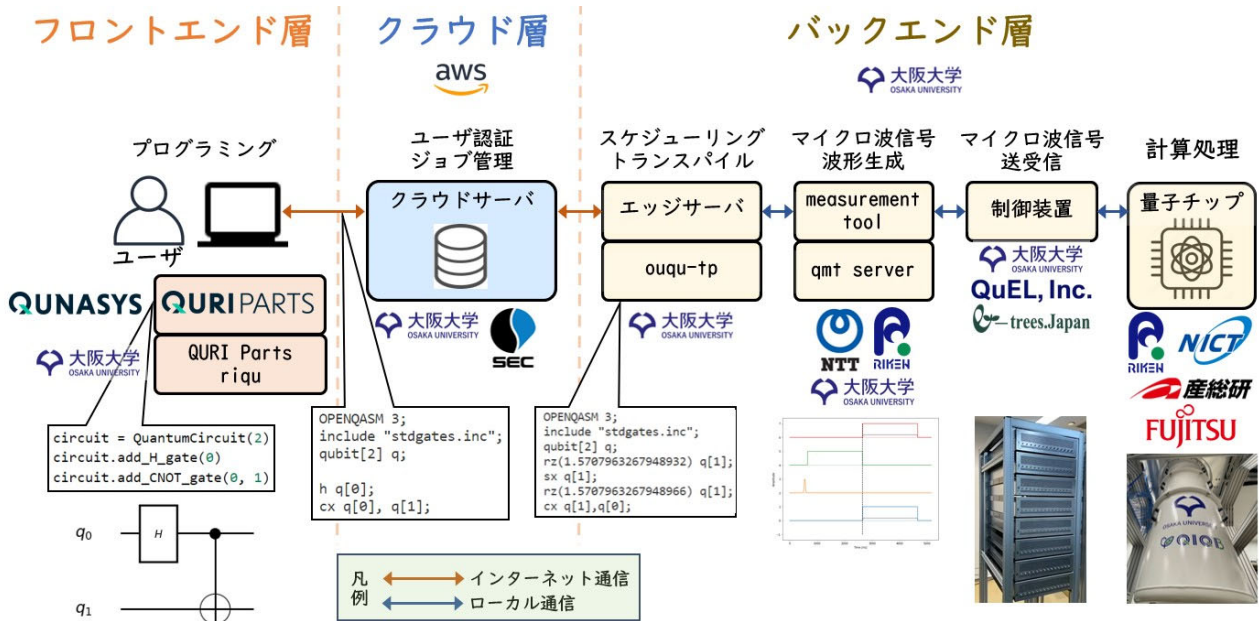 フロントエンド層
クラウド層
バックエンド層
aws
大阪大学
OSAKA UNIVERSITY
プログラミング
ユーザ認証
ジョブ管理
スケジューリング
トランスパイル
マイクロ波信号
波形生成
マイクロ波信号
送受信
計算処理
ユーザ
クラウドサーバ
エッジサーバ
ouqu-tp
measurement
tool
qmt server
制御装置
量子チップ
QUNASYS
QURI PARTS
大阪大学
OSAKA UNIVERSITY
QURI Parts
riqu
大阪大学
OSAKA UNIVERSITY
SEC
大阪大学
OSAKA UNIVERSITY
NTT
RIKEN
大阪大学
OSAKA UNIVERSITY
大阪大学
OSAKA UNIVERSITY
QuEL, Inc.
e-trees.Japan
RIKEN
NICT
産総研
FUJITSU
circuit = QuantumCircuit(2)
circuit.add_H_gate(0)
circuit.add_CNOT_gate(0, 1)
OPENQASM 3;
include "stdgates.inc";
qubit[2] q;
h q[0];
cx q[0], q[1];
OPENQASM 3;
include "stdgates.inc";
qubit[2] q;
rz(1.5707963267948932) q[1];
sx q[1];
rz(1.5707963267948966) q[1];
cx q[1],q[0];
q0
H
q1
凡例
インターネット通信
ローカル通信
OSAKA UNIVERSITY
QIQB